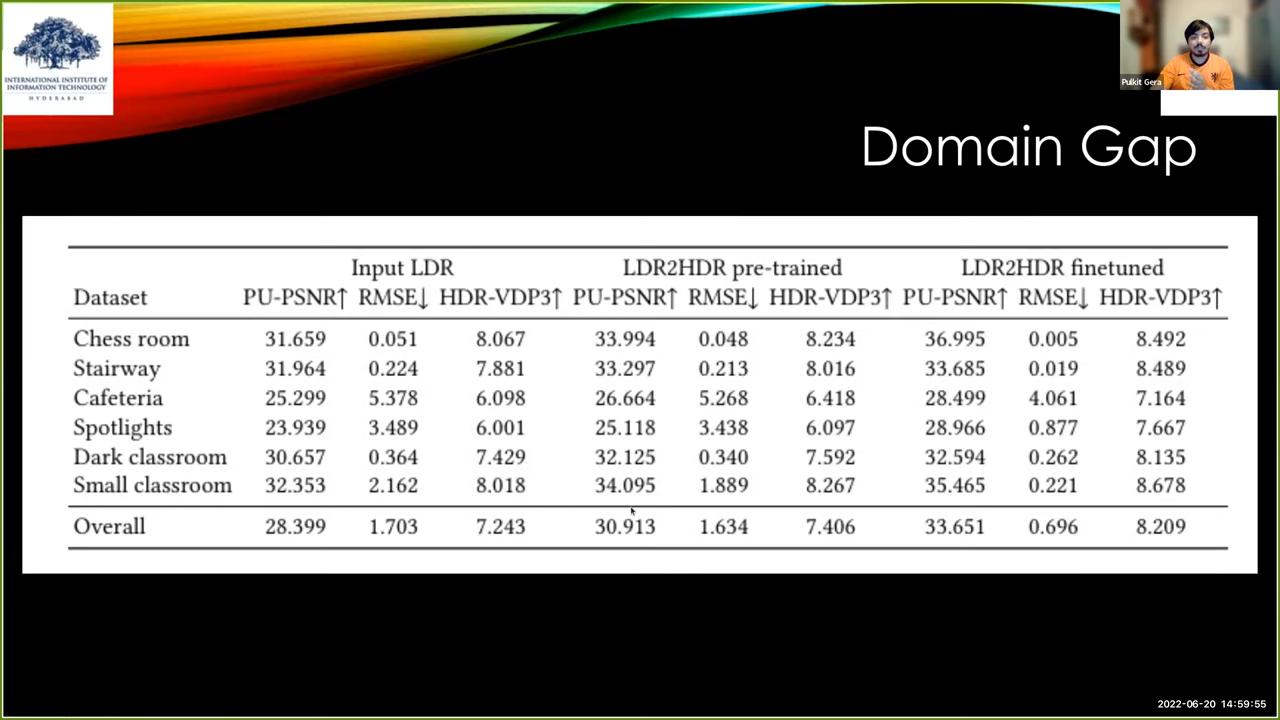 INTERNATIONAL INSTITUTE OF
INFORMATION TECHNOLOGY
HYDERABAD
Pulkit Gera
Domain Gap
Input LDR LDR2HDR pre-trained LDR2HDR finetuned
Dataset PU-PSNR↑ RMSE↓ HDR-VDP3↑ PU-PSNR↑ RMSE↓ HDR-VDP3↑ PU-PSNR↑ RMSE↓ HDR-VDP3↑
Chess room 31.659 0.051 8.067 33.994 0.048 8.234 36.995 0.005 8.492
Stairway 31.964 0.224 7.881 33.297 0.213 8.016 33.685 0.019 8.489
Cafeteria 25.299 5.378 6.098 26.664 5.268 6.418 28.499 4.061 7.164
Spotlights 23.939 3.489 6.001 25.118 3.438 6.097 28.966 0.877 7.667
Dark classroom 30.657 0.364 7.429 32.125 0.340 7.592 32.594 0.262 8.135
Small classroom 32.353 2.162 8.018 34.095 1.889 8.267 35.465 0.221 8.678
Overall 28.399 1.703 7.243 30.913 1.634 7.406 33.651 0.696 8.209
2022-06-20 14:59:55